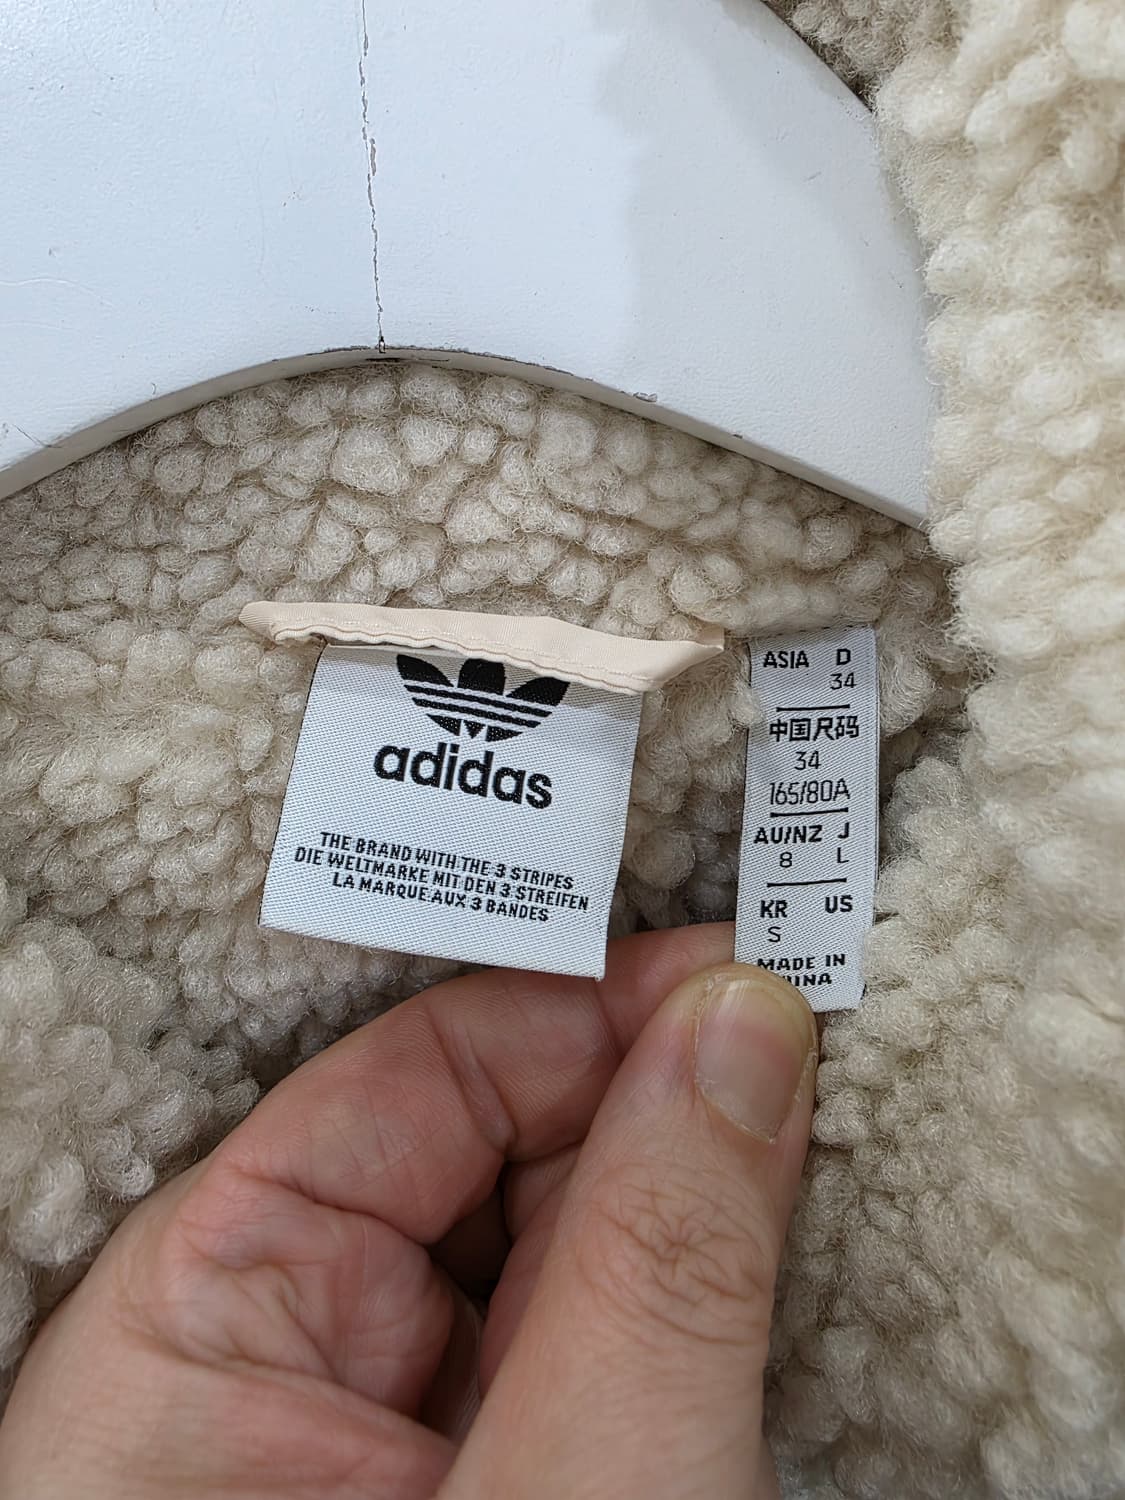 adidas
THE BRAND WITH THE 3 STRIPES
DIE WELTMARKE MIT DEN 3 STREIFEN
LA MARQUE AUX 3 BANDES
ASIA D
34
中国尺码
34
165/80A
AU/NZ J
8 L
KR US
S
MADE IN